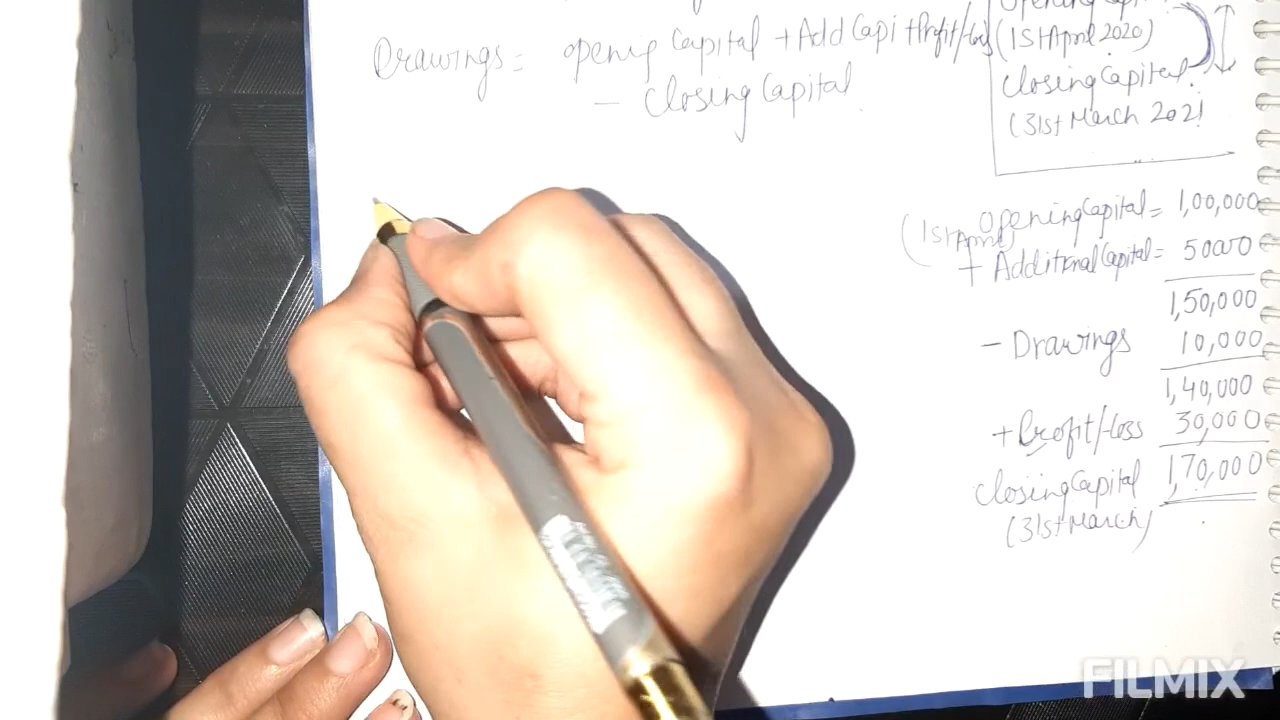 Drawings = opening Capital + Add Capi + Profit/-loss
- Closing Capital
(1st April 2020)
Closing Capital
(31st March 2021
Opening Capital = 1,00,000
(1st April)
+ Additional Capital = 50000
1,50,000
- Drawings 10,000
1,40,000
+ Profit/-loss 30,000
Closing Capital 1,70,000
(31st March)
FILMIX